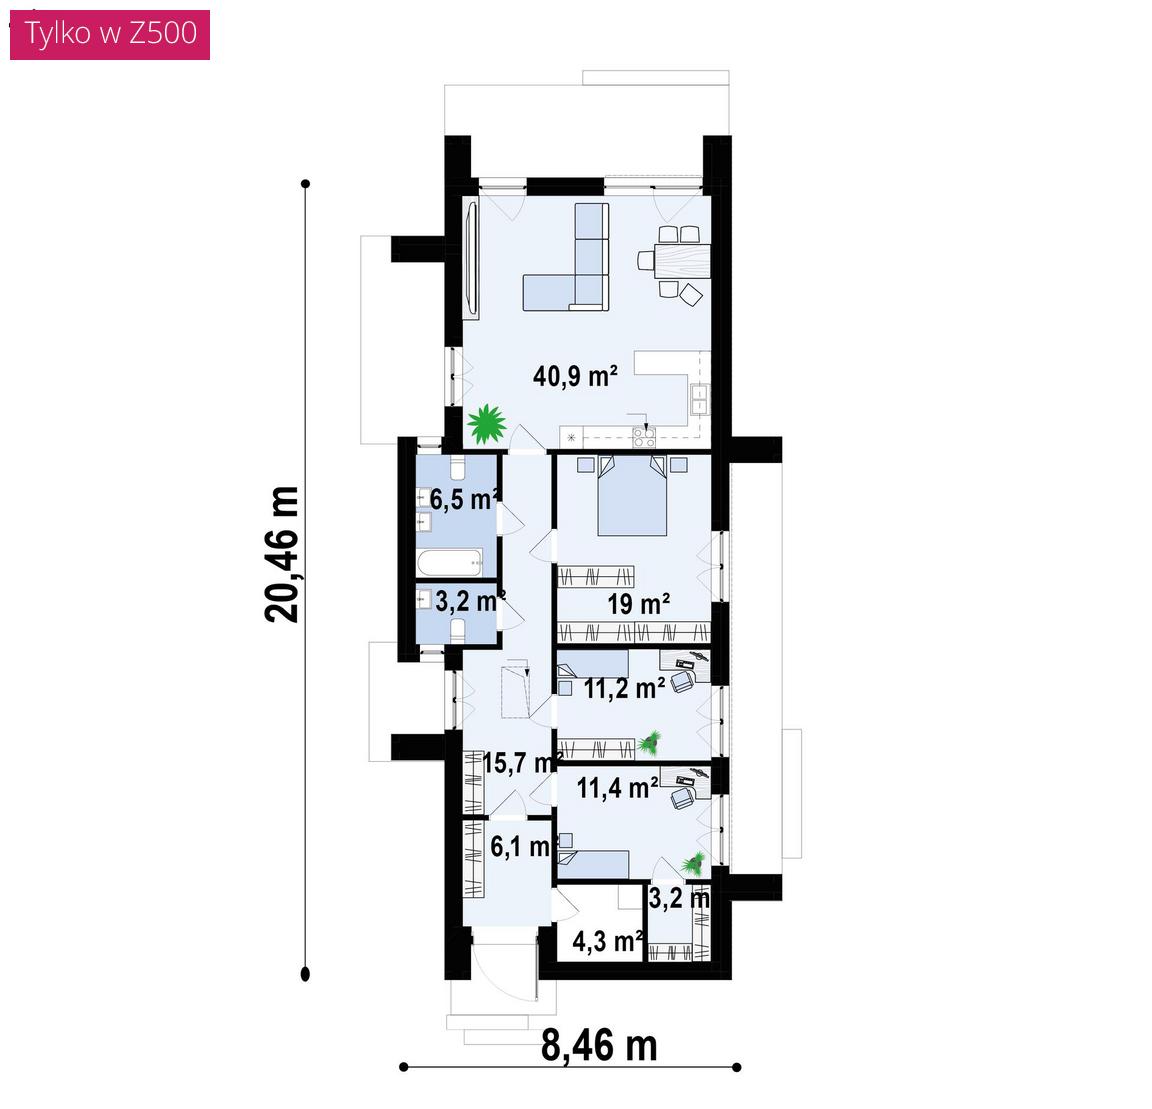 Tylko w Z500
40,9 m²
6,5 m²
3,2 m²
19 m²
11,2 m²
15,7 m²
11,4 m²
6,1 m²
3,2 m
4,3 m²
20,46 m
8,46 m